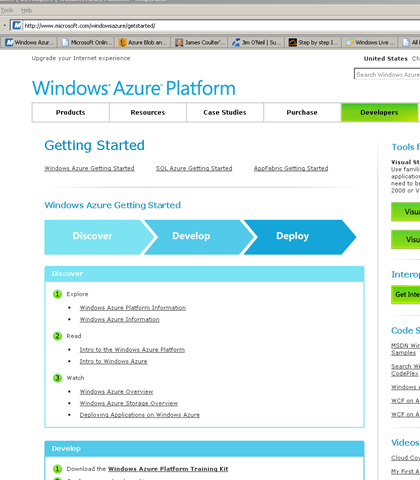 Tools Help
http://www.microsoft.com/windowsazure/getstarted/
Windows Azur... Microsoft Onlin... Azure Blob an... James Coulter'... Jim O'Neil | Su... Step by step I... Windows Live ... All I
Upgrade your Internet experience
United States Ch
Search Windows Azure
Windows Azure Platform
Products Resources Case Studies Purchase Developers
Getting Started
Windows Azure Getting Started SQL Azure Getting Started AppFabric Getting Started
Windows Azure Getting Started
Discover Develop Deploy
Discover
1 Explore
• Windows Azure Platform Information
• Windows Azure Information
2 Read
• Intro to the Windows Azure Platform
• Intro to Windows Azure
3 Watch
• Windows Azure Overview
• Windows Azure Storage Overview
• Deploying Applications on Windows Azure
Develop
1 Download the Windows Azure Platform Training Kit
Tools f
Visual S
Use famili
applicatio
need to be
2008 or V
Visu
Visu
Interop
Get Inte
Code S
MSDN Win
Samples
Search Wi
CodePlex
Windows A
WCF on A
WCF on A
Videos
Cloud Cov
My First A